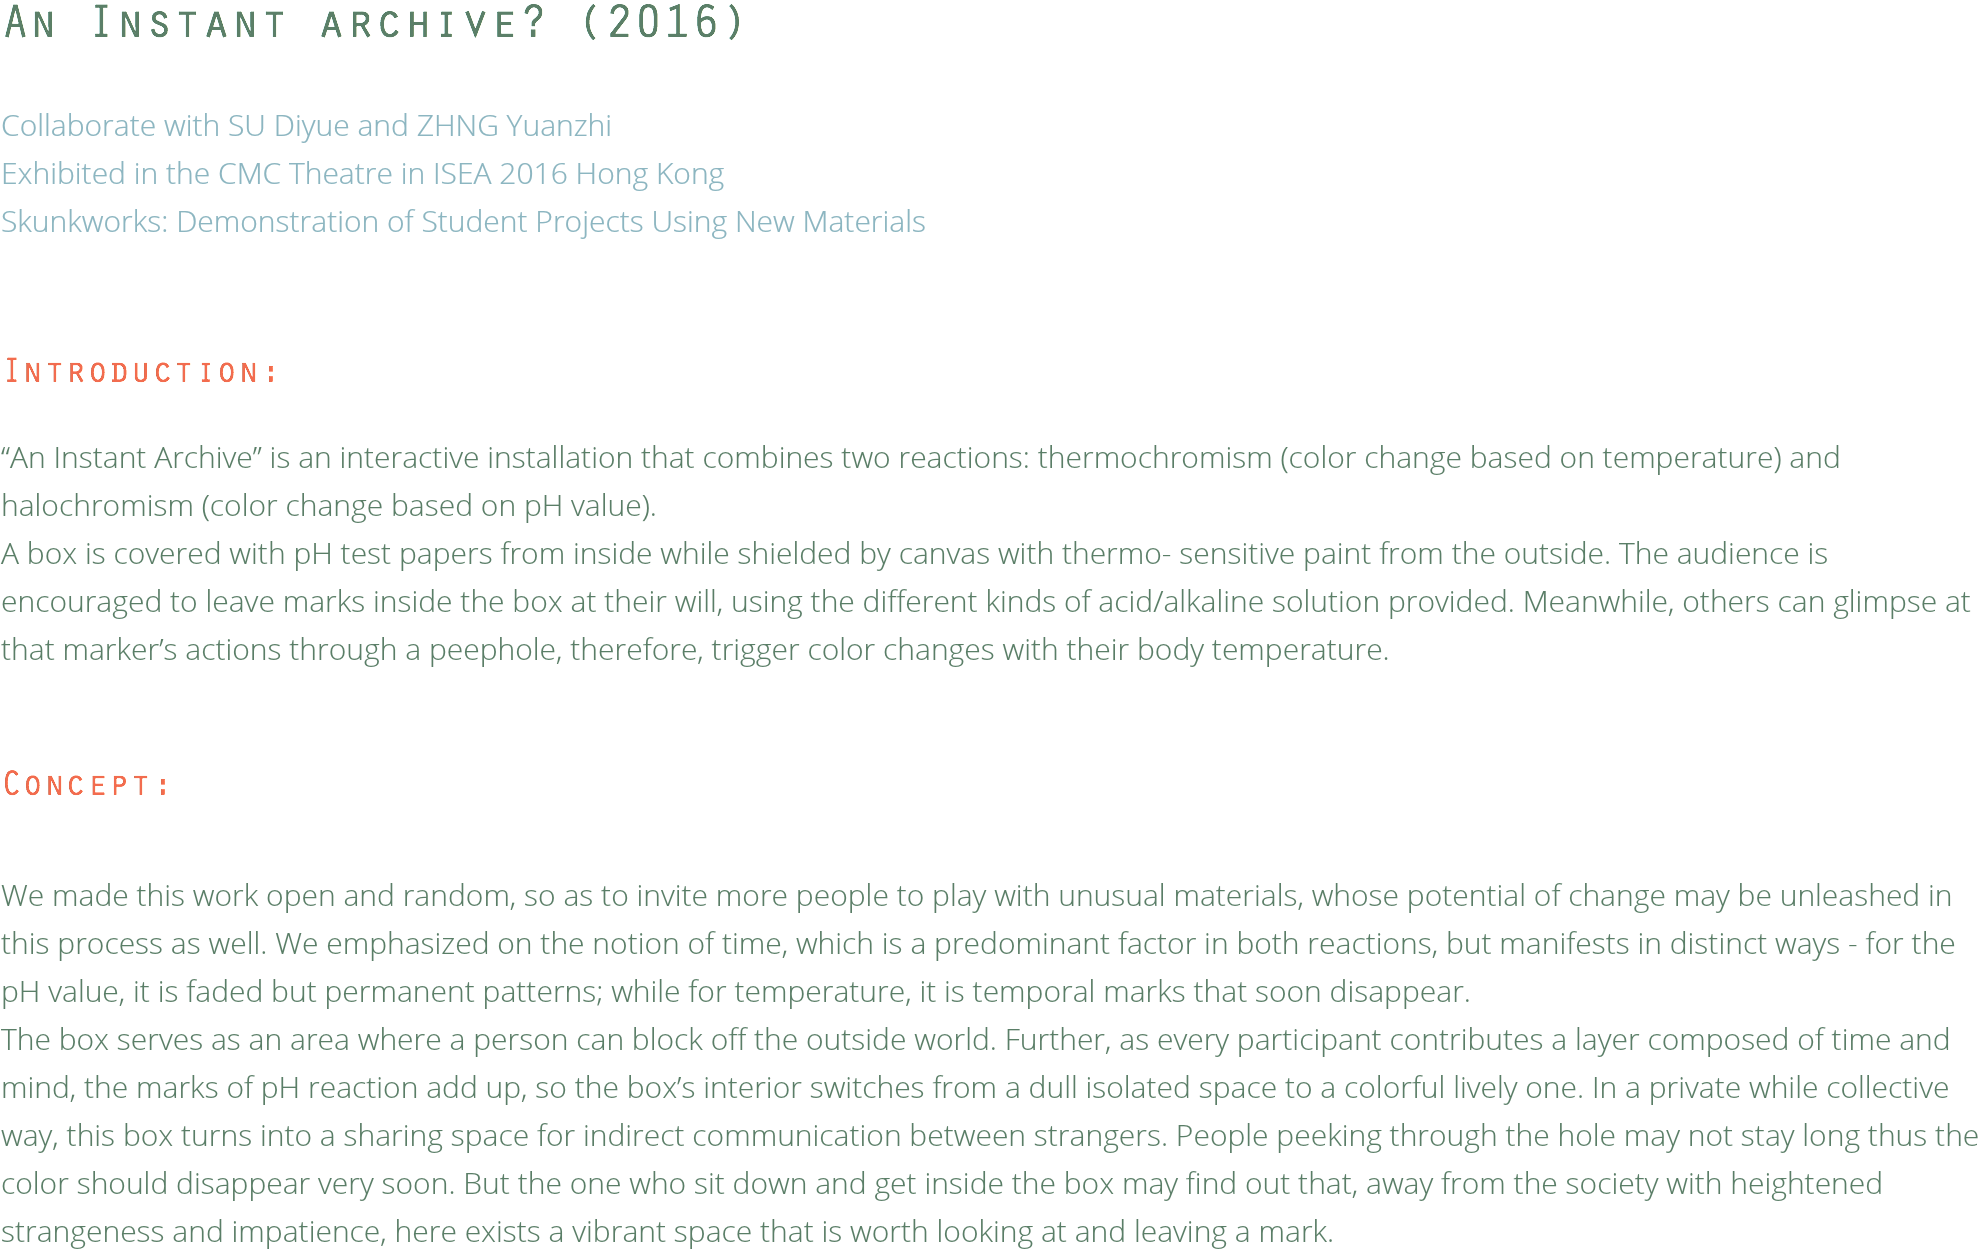 An Instant archive? (2016)
Collaborate with SU Diyue and ZHNG Yuanzhi
Exhibited in the CMC Theatre in ISEA 2016 Hong Kong
Skunkworks: Demonstration of Student Projects Using New Materials
Introduction:
“An Instant Archive” is an interactive installation that combines two reactions: thermochromism (color change based on temperature) and
halochromism (color change based on pH value).
A box is covered with pH test papers from inside while shielded by canvas with thermo- sensitive paint from the outside. The audience is
encouraged to leave marks inside the box at their will, using the different kinds of acid/alkaline solution provided. Meanwhile, others can glimpse at
that marker’s actions through a peephole, therefore, trigger color changes with their body temperature.
Concept:
We made this work open and random, so as to invite more people to play with unusual materials, whose potential of change may be unleashed in
this process as well. We emphasized on the notion of time, which is a predominant factor in both reactions, but manifests in distinct ways - for the
pH value, it is faded but permanent patterns; while for temperature, it is temporal marks that soon disappear.
The box serves as an area where a person can block off the outside world. Further, as every participant contributes a layer composed of time and
mind, the marks of pH reaction add up, so the box’s interior switches from a dull isolated space to a colorful lively one. In a private while collective
way, this box turns into a sharing space for indirect communication between strangers. People peeking through the hole may not stay long thus the
color should disappear very soon. But the one who sit down and get inside the box may find out that, away from the society with heightened
strangeness and impatience, here exists a vibrant space that is worth looking at and leaving a mark.